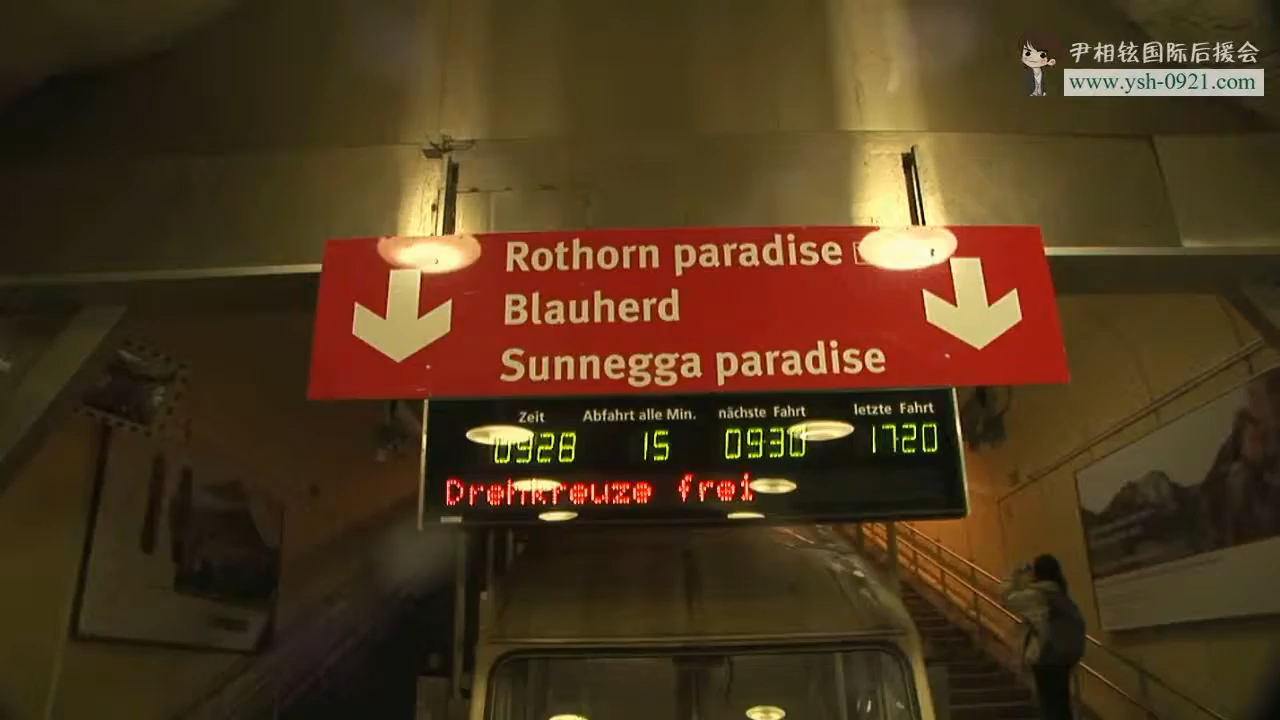 尹相铉国际后援会
www.ysh-0921.com
Rothorn paradise
Blauherd
Sunnegga paradise
Zeit Abfahrt alle Min. nächste Fahrt letzte Fahrt
0928 15 0930 1720
Drehkreuze frei